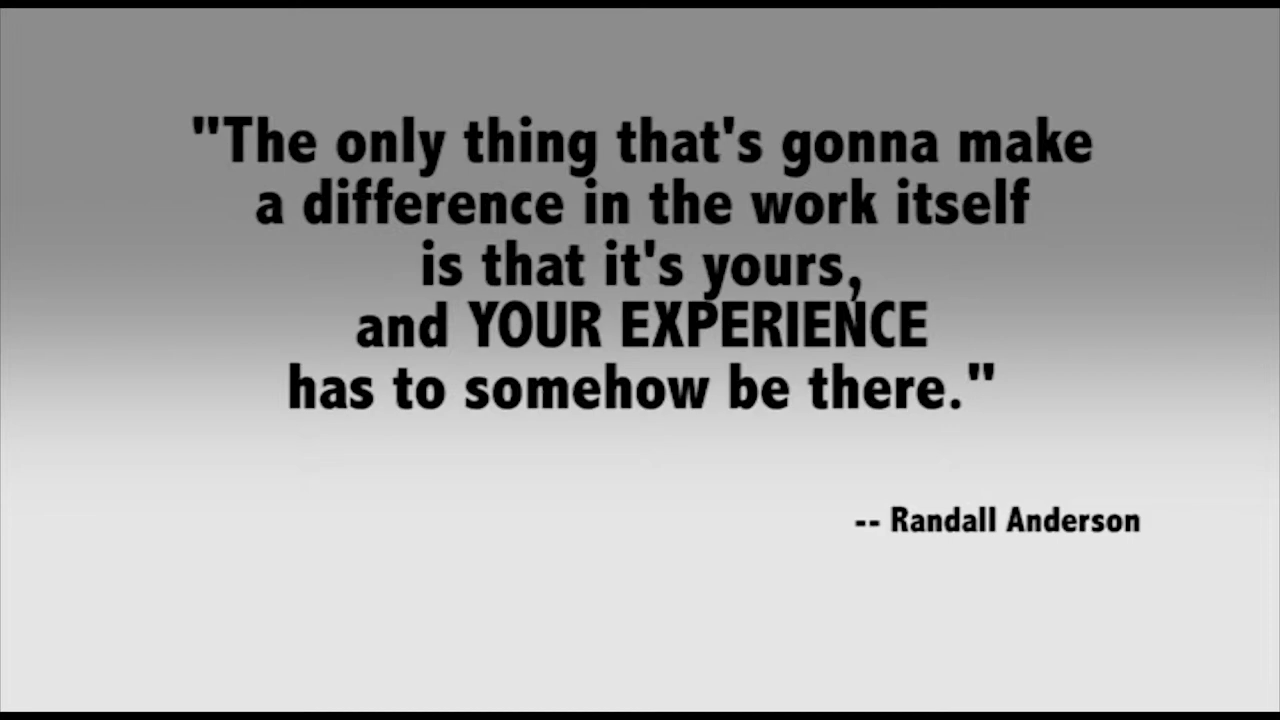 "The only thing that's gonna make
a difference in the work itself
is that it's yours,
and YOUR EXPERIENCE
has to somehow be there."
-- Randall Anderson